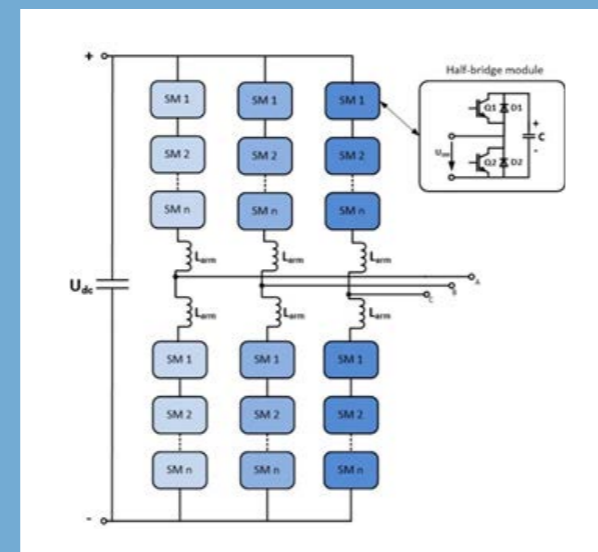 Half-bridge module
+
SM 1 SM 1 SM 1
Q1 D1 + C -
Q2 D2
SM 2 SM 2 SM 2
SM n SM n SM n
Larm Larm Larm
A
B
C
Udc
Larm Larm Larm
SM 1 SM 1 SM 1
SM 2 SM 2 SM 2
SM n SM n SM n
-